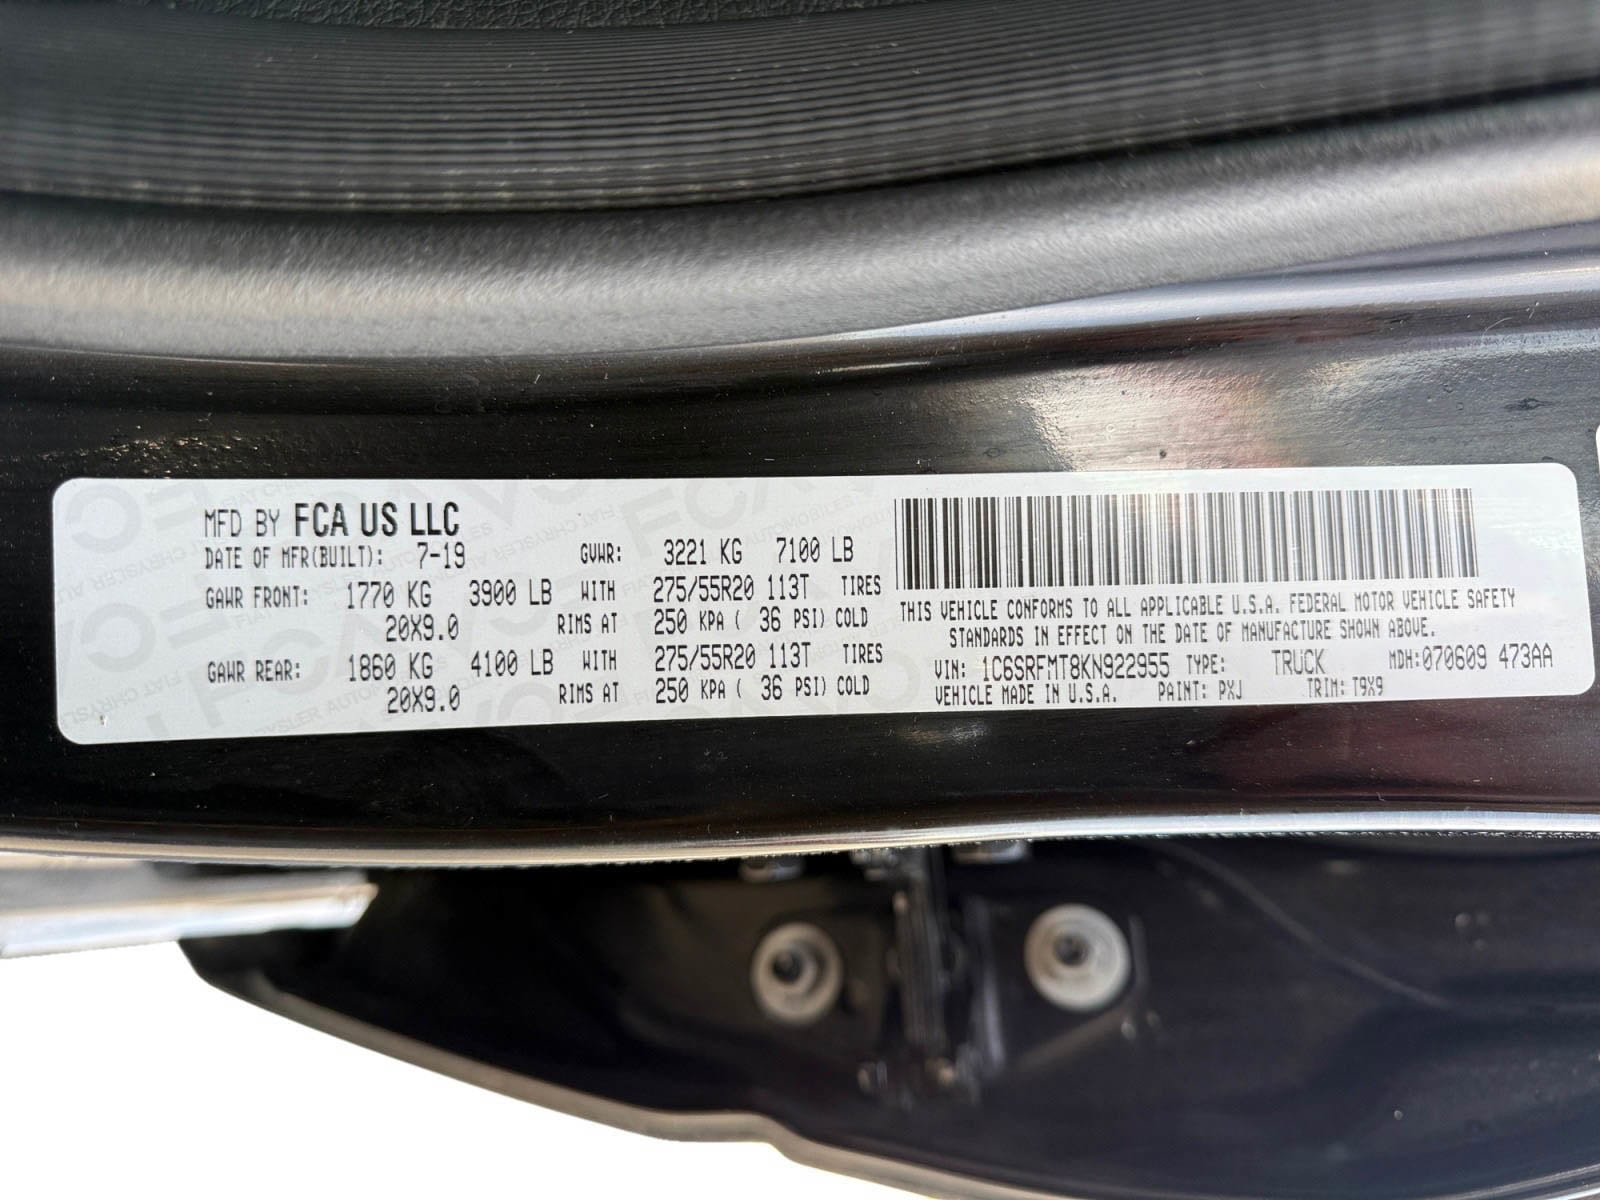 MFD BY FCA US LLC
DATE OF MFR(BUILT): 7-19 GVWR: 3221 KG 7100 LB
GAWR FRONT: 1770 KG 3900 LB WITH 275/55R20 113T TIRES
20X9.0 RIMS AT 250 KPA ( 36 PSI) COLD
GAWR REAR: 1860 KG 4100 LB WITH 275/55R20 113T TIRES
20X9.0 RIMS AT 250 KPA ( 36 PSI) COLD
THIS VEHICLE CONFORMS TO ALL APPLICABLE U.S.A. FEDERAL MOTOR VEHICLE SAFETY
STANDARDS IN EFFECT ON THE DATE OF MANUFACTURE SHOWN ABOVE.
VIN: 1C6SRFMT8KN922955 TYPE: TRUCK MDH:070609 473AA
VEHICLE MADE IN U.S.A. PAINT: PXJ TRIM: T9X9